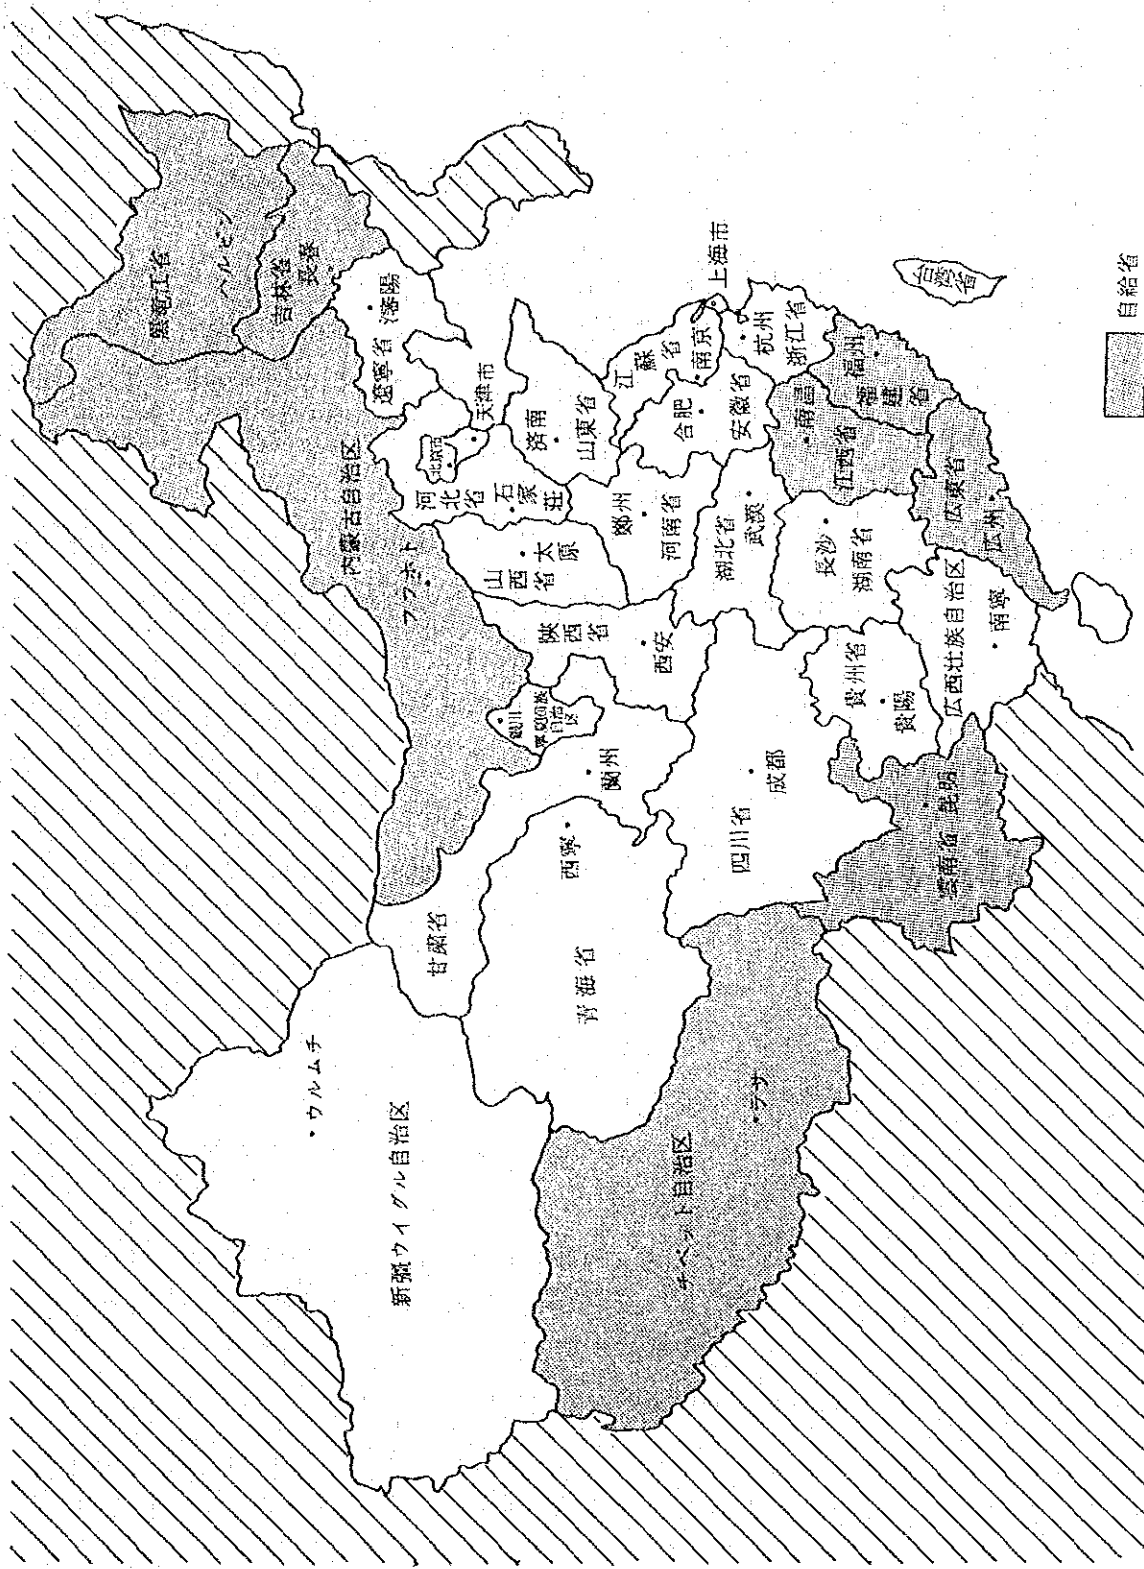 黒竜江省
ハルビン
吉林省
長春
遼寧省
瀋陽
内蒙古自治区
フフホト
北京市
天津市
河北省
石家荘
山西省
太原
済南
山東省
江蘇省
南京
上海市
合肥
安徽省
杭州
浙江省
鄭州
河南省
陝西省
西安
湖北省
武漢
南昌
江西省
福州
福建省
台湾省
長沙
湖南省
広東省
広州
広西壮族自治区
南寧
貴州省
貴陽
銀川
寧夏回族自治区
蘭州
甘粛省
西寧
青海省
四川省
成都
雲南省
昆明
ウルムチ
新疆ウイグル自治区
チベット自治区
ラサ
自給省